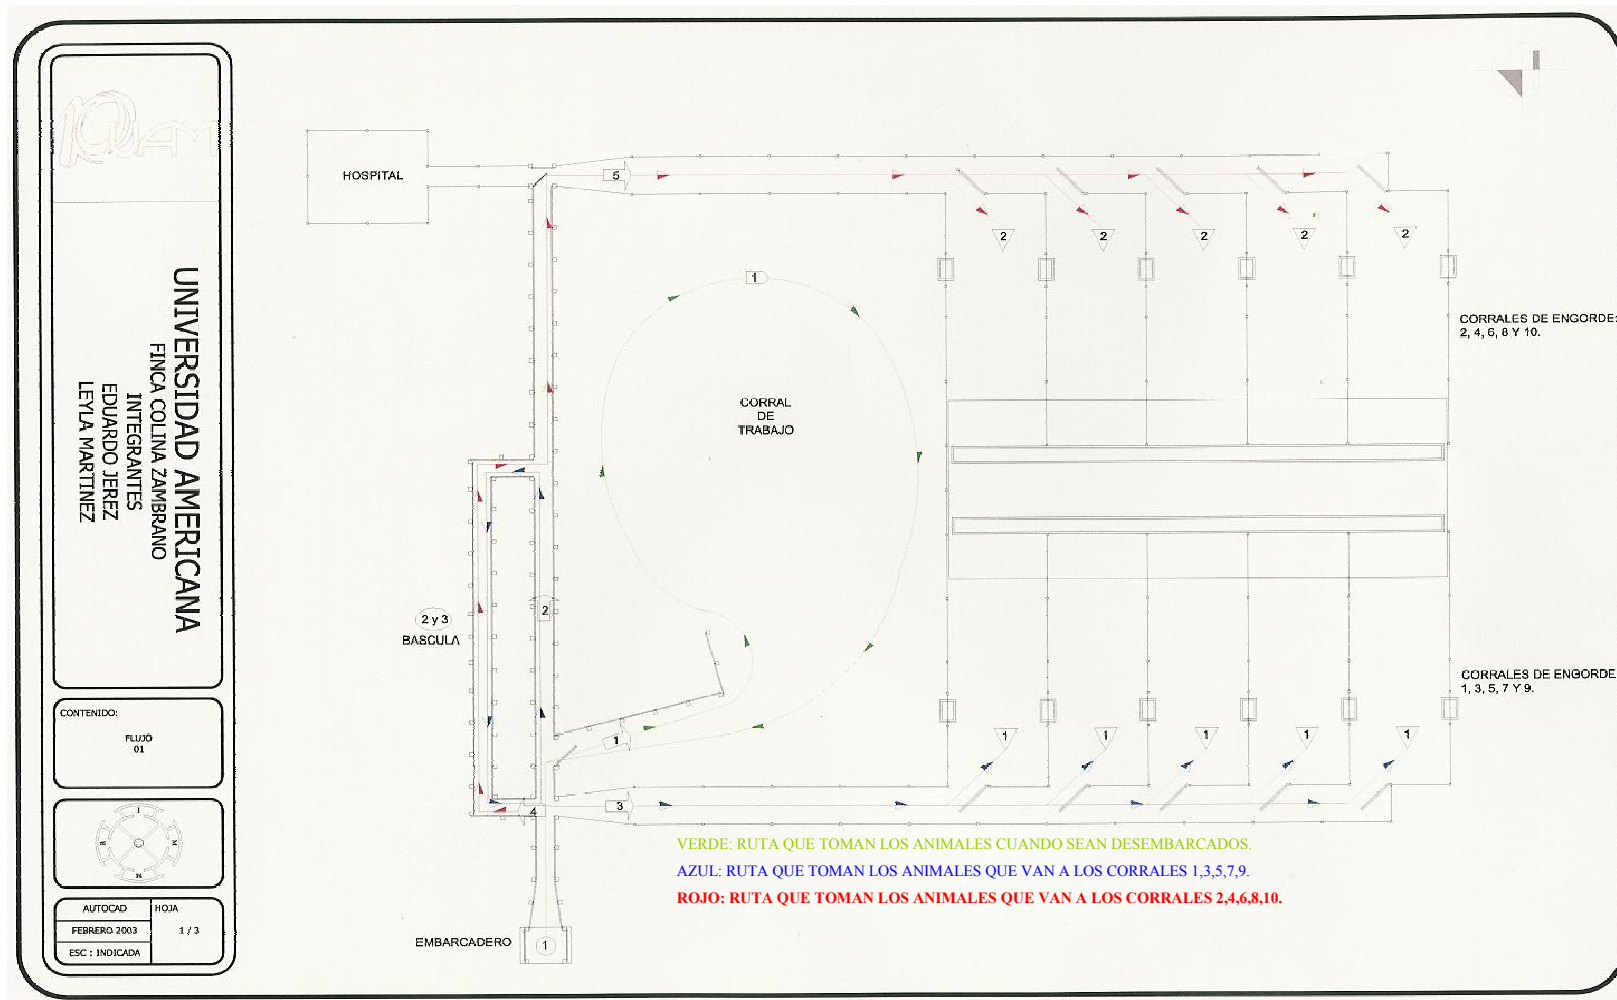 UAM
UNIVERSIDAD AMERICANA
FINCA COLINA ZAMBRANO
INTEGRANTES
EDUARDO JEREZ
LEYLA MARTINEZ
CONTENIDO:
FLUJO
01
AUTOCAD
HOJA
FEBRERO 2003
1 / 3
ESC : INDICADA
HOSPITAL
5
2
2
2
2
2
1
CORRALES DE ENGORDE:
2, 4, 6, 8 Y 10.
CORRAL
DE
TRABAJO
2
2 y 3
BASCULA
CORRALES DE ENGORDE
1, 3, 5, 7 Y 9.
1
1
1
1
1
1
4
3
VERDE: RUTA QUE TOMAN LOS ANIMALES CUANDO SEAN DESEMBARCADOS.
AZUL: RUTA QUE TOMAN LOS ANIMALES QUE VAN A LOS CORRALES 1,3,5,7,9.
ROJO: RUTA QUE TOMAN LOS ANIMALES QUE VAN A LOS CORRALES 2,4,6,8,10.
EMBARCADERO
1